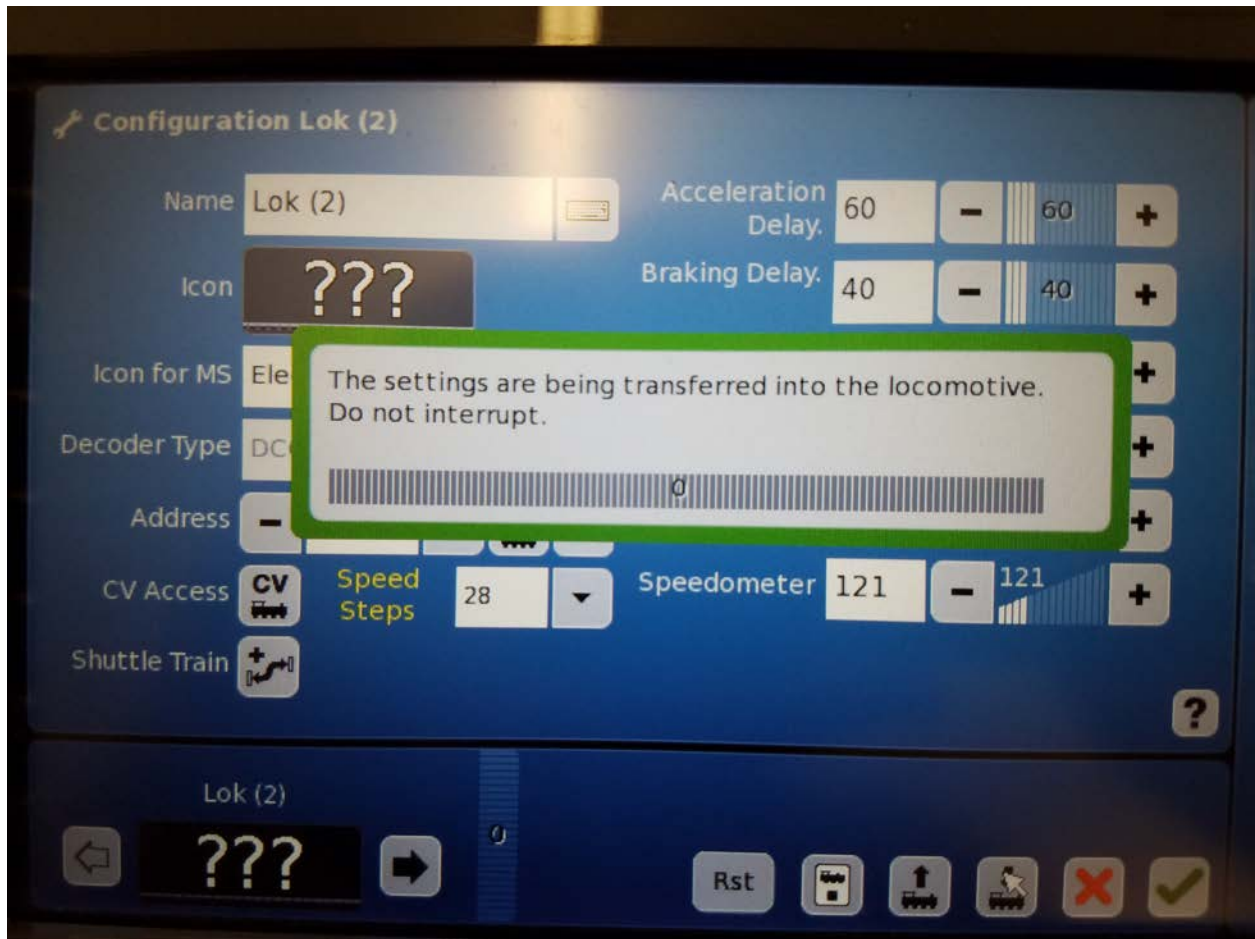 Configuration Lok (2)
Name Lok (2)
Acceleration
Delay.
60 - 60 +
Icon ???
Braking Delay.
40 - 40 +
Icon for MS Ele
+
The settings are being transferred into the locomotive.
Do not interrupt.
0
Decoder Type DC
+
Address -
+
CV Access CV
Speed
Steps
28
Speedometer 121 - 121 +
Shuttle Train +
?
Lok (2)
???
0
Rst